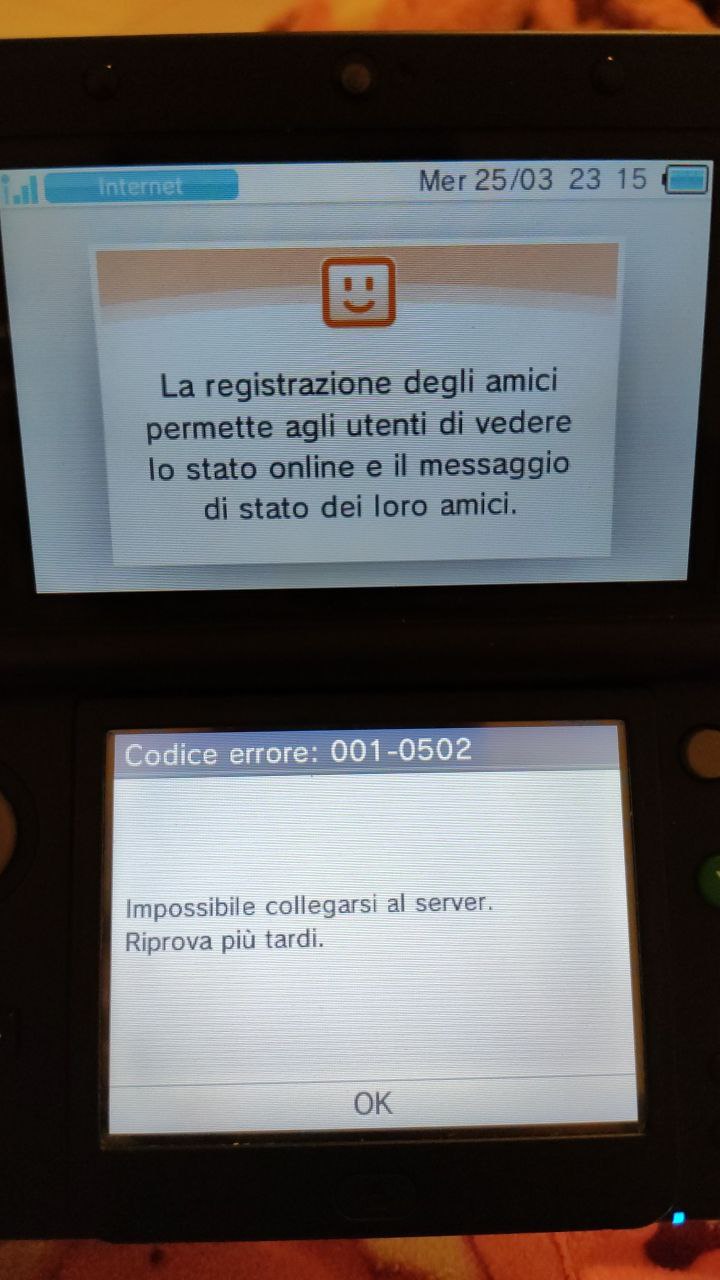 Internet
Mer 25/03 23 15
La registrazione degli amici
permette agli utenti di vedere
lo stato online e il messaggio
di stato dei loro amici.
Codice errore: 001-0502
Impossibile collegarsi al server.
Riprova più tardi.
OK